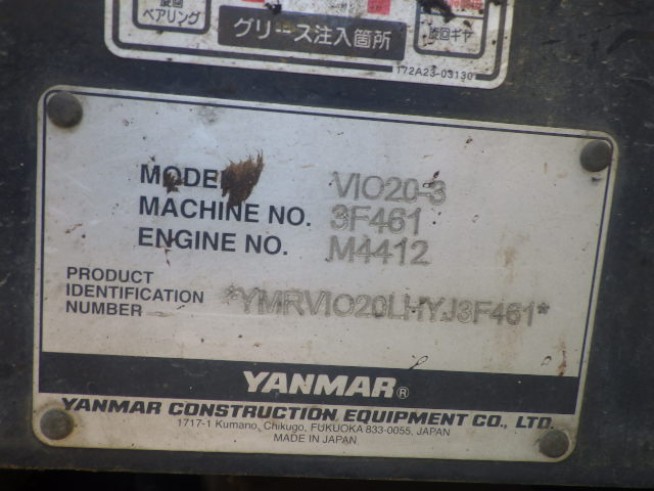 旋回
ベアリング
旋回ギヤ
グリース注入箇所
172A23-03130
MODEL VIO20-3
MACHINE NO. 3F461
ENGINE NO. M4412
PRODUCT
IDENTIFICATION
NUMBER *YMRVIO20LHYJ3F461*
YANMAR®
YANMAR CONSTRUCTION EQUIPMENT CO., LTD.
1717-1 Kumano, Chikugo, FUKUOKA 833-0055, JAPAN
MADE IN JAPAN